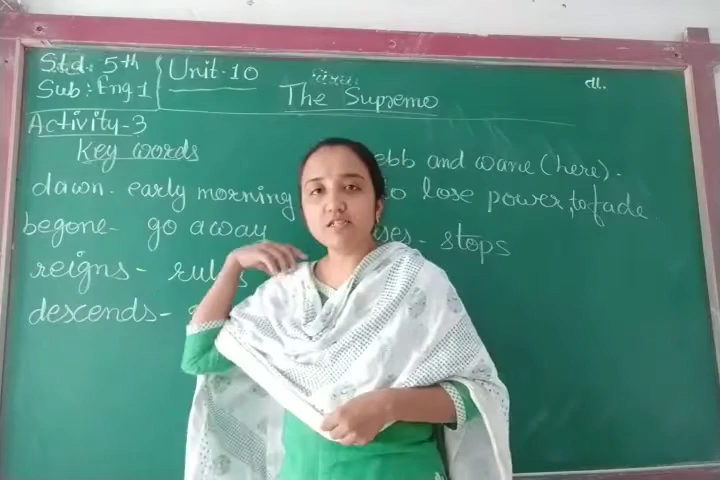 Std: 5th
Sub: Eng.1
Unit-10
The Supremo
Activity-3
Key words
dawn - early morning
begone - go away
reigns - rules
descends -
ebb and wane (here) -
to lose power, to fade
- stops